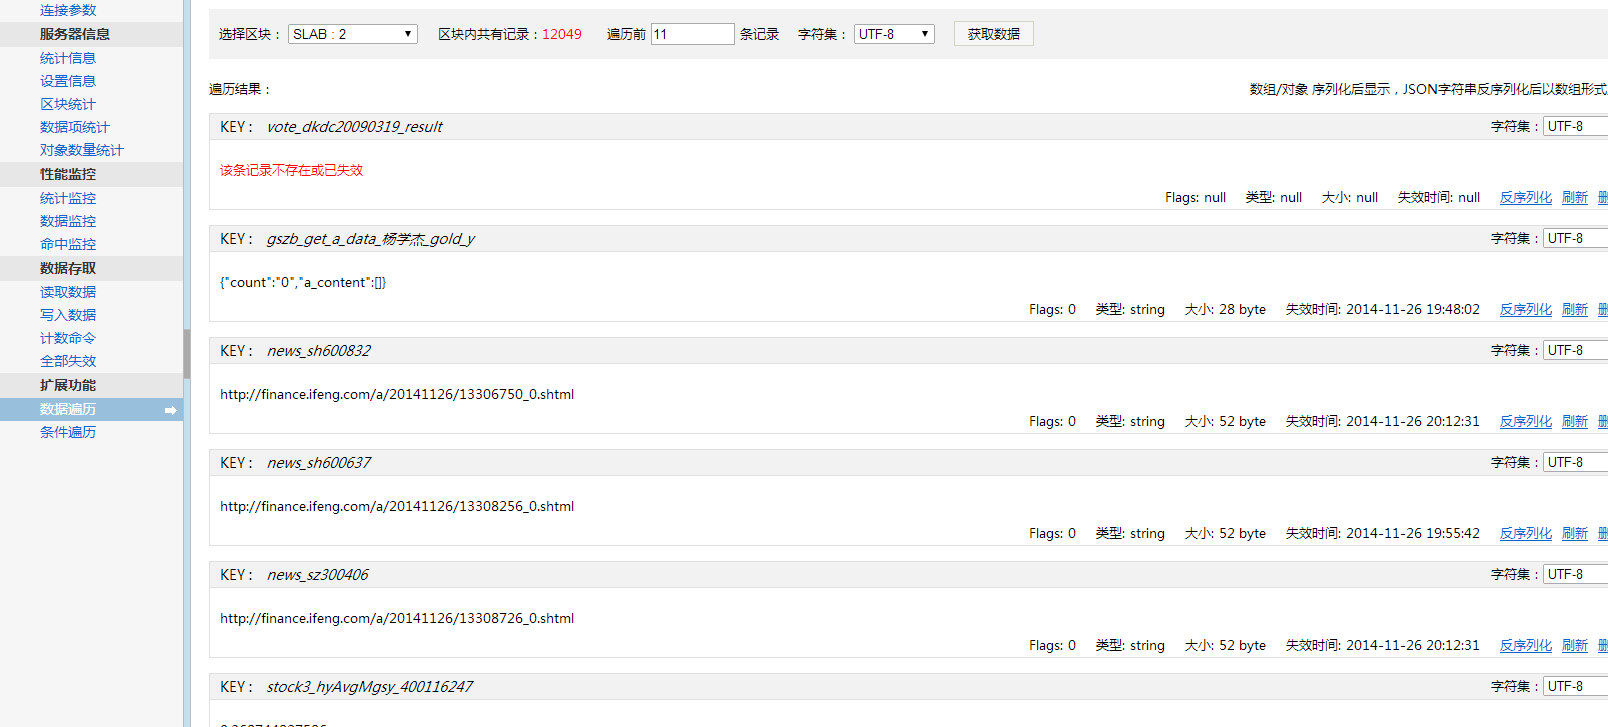 连接参数
服务器信息
统计信息
设置信息
区块统计
数据项统计
对象数量统计
性能监控
统计监控
数据监控
命中监控
数据存取
读取数据
写入数据
计数命令
全部失效
扩展功能
数据遍历
条件遍历
选择区块： SLAB : 2 区块内共有记录：12049 遍历前 11 条记录 字符集： UTF-8 获取数据
遍历结果： 数组/对象 序列化后显示，JSON字符串反序列化后以数组形式
KEY： vote_dkdc20090319_result 字符集：UTF-8
该条记录不存在或已失效
Flags: null 类型: null 大小: null 失效时间: null 反序列化 刷新 删
KEY： gszb_get_a_data_杨学杰_gold_y 字符集：UTF-8
{"count":"0","a_content":[]}
Flags: 0 类型: string 大小: 28 byte 失效时间: 2014-11-26 19:48:02 反序列化 刷新 删
KEY： news_sh600832 字符集：UTF-8
http://finance.ifeng.com/a/20141126/13306750_0.shtml
Flags: 0 类型: string 大小: 52 byte 失效时间: 2014-11-26 20:12:31 反序列化 刷新 删
KEY： news_sh600637 字符集：UTF-8
http://finance.ifeng.com/a/20141126/13308256_0.shtml
Flags: 0 类型: string 大小: 52 byte 失效时间: 2014-11-26 19:55:42 反序列化 刷新 删
KEY： news_sz300406 字符集：UTF-8
http://finance.ifeng.com/a/20141126/13308726_0.shtml
Flags: 0 类型: string 大小: 52 byte 失效时间: 2014-11-26 20:12:31 反序列化 刷新 删
KEY： stock3_hyAvgMgsy_400116247 字符集：UTF-8